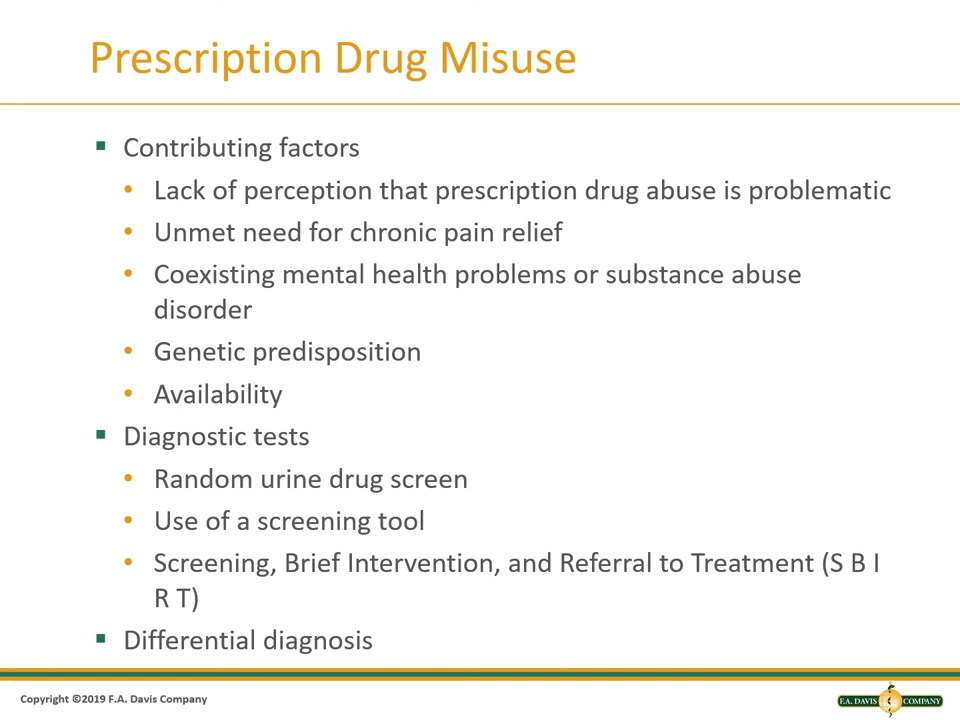 Prescription Drug Misuse
Contributing factors
Lack of perception that prescription drug abuse is problematic
Unmet need for chronic pain relief
Coexisting mental health problems or substance abuse
disorder
Genetic predisposition
Availability
Diagnostic tests
Random urine drug screen
Use of a screening tool
Screening, Brief Intervention, and Referral to Treatment (S B I
R T)
Differential diagnosis
Copyright ©2019 F.A. Davis Company
F.A. DAVIS COMPANY